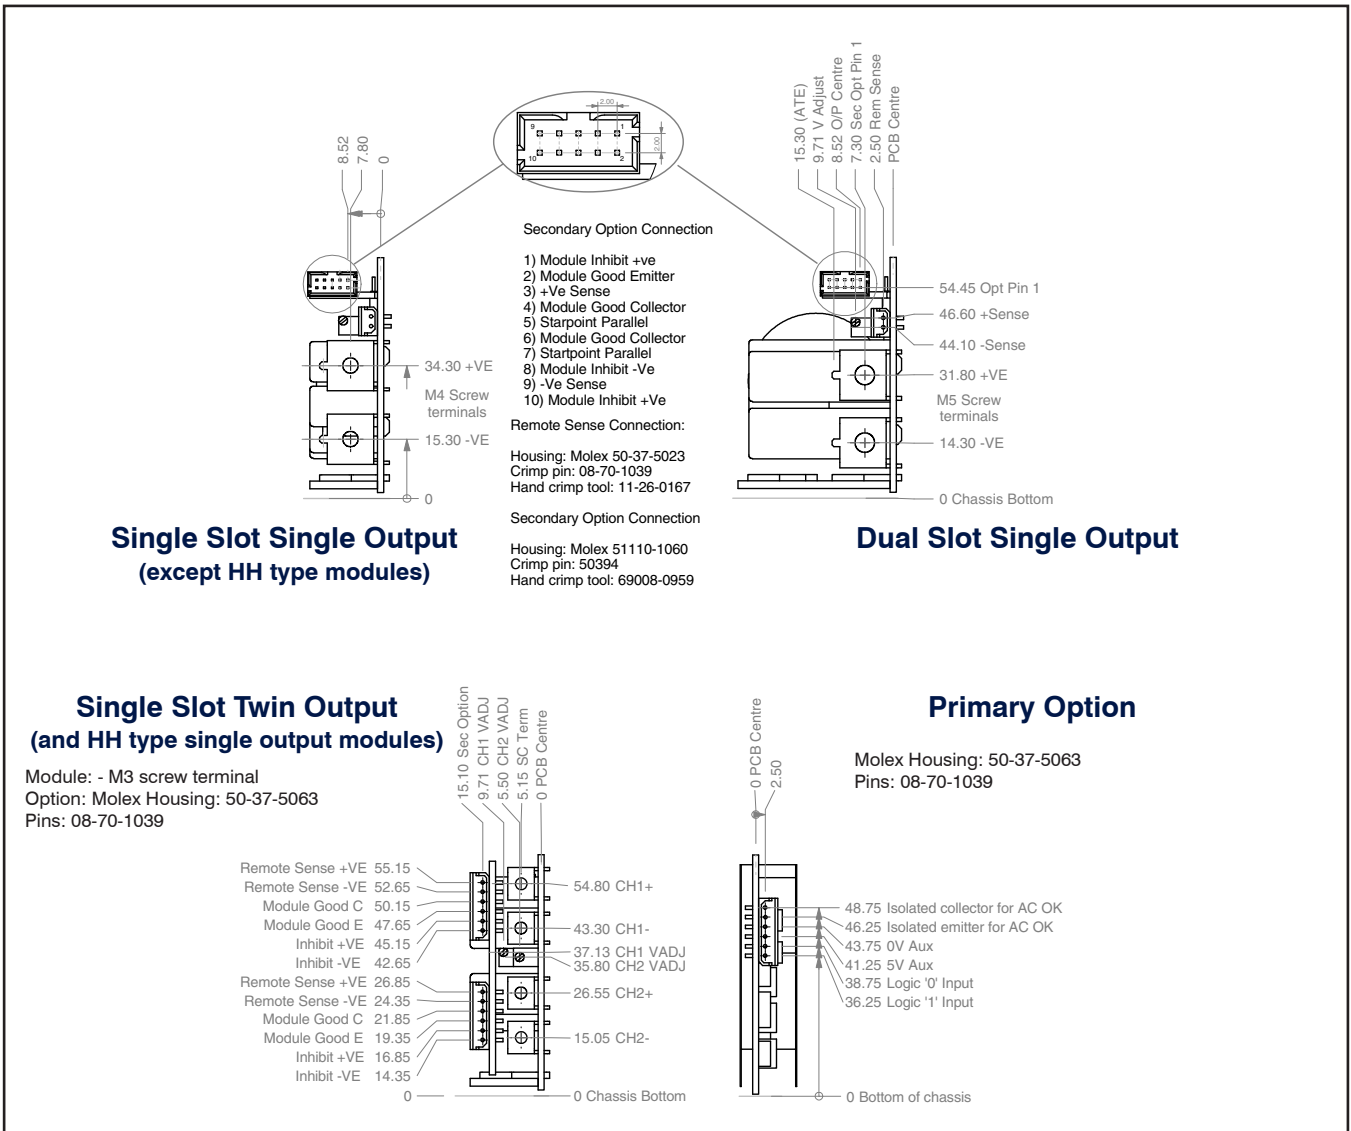 8.52
7.80
0
9
1
10
2
2.00
2.00
15.30 (ATE)
9.71 V Adjust
8.52 O/P Centre
7.30 Sec Opt Pin 1
2.50 Rem Sense
PCB Centre
34.30 +VE
M4 Screw
terminals
15.30 -VE
0
Secondary Option Connection
1) Module Inhibit +ve
2) Module Good Emitter
3) +Ve Sense
4) Module Good Collector
5) Starpoint Parallel
6) Module Good Collector
7) Startpoint Parallel
8) Module Inhibit -Ve
9) -Ve Sense
10) Module Inhibit +Ve
Remote Sense Connection:
Housing: Molex 50-37-5023
Crimp pin: 08-70-1039
Hand crimp tool: 11-26-0167
Secondary Option Connection
Housing: Molex 51110-1060
Crimp pin: 50394
Hand crimp tool: 69008-0959
54.45 Opt Pin 1
46.60 +Sense
44.10 -Sense
31.80 +VE
M5 Screw
terminals
14.30 -VE
0 Chassis Bottom
Single Slot Single Output
(except HH type modules)
Dual Slot Single Output
Single Slot Twin Output
(and HH type single output modules)
Module: - M3 screw terminal
Option: Molex Housing: 50-37-5063
Pins: 08-70-1039
15.10 Sec Option
9.71 CH1 VADJ
5.50 CH2 VADJ
5.15 SC Term
0 PCB Centre
Remote Sense +VE 55.15
Remote Sense -VE 52.65
Module Good C 50.15
Module Good E 47.65
Inhibit +VE 45.15
Inhibit -VE 42.65
Remote Sense +VE 26.85
Remote Sense -VE 24.35
Module Good C 21.85
Module Good E 19.35
Inhibit +VE 16.85
Inhibit -VE 14.35
0
54.80 CH1+
43.30 CH1-
37.13 CH1 VADJ
35.80 CH2 VADJ
26.55 CH2+
15.05 CH2-
0 Chassis Bottom
Primary Option
Molex Housing: 50-37-5063
Pins: 08-70-1039
0 PCB Centre
2.50
48.75 Isolated collector for AC OK
46.25 Isolated emitter for AC OK
43.75 0V Aux
41.25 5V Aux
38.75 Logic '0' Input
36.25 Logic '1' Input
0 Bottom of chassis